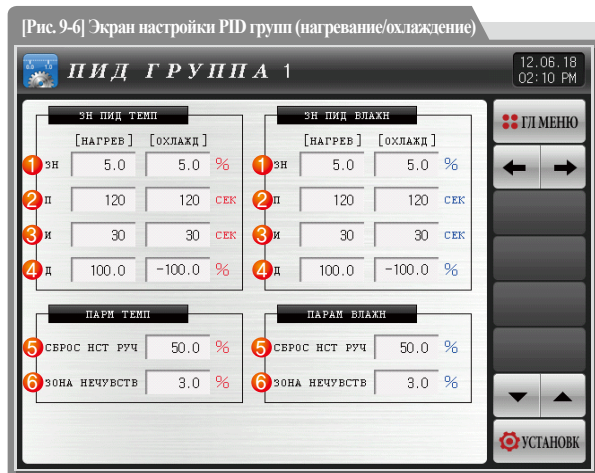 [Рис. 9-6] Экран настройки PID групп (нагревание/охлаждение)
ПИД ГРУППА 1
12.06.18
02:10 PM
ЗН ПИД ТЕМП
[НАГРЕВ] [ОХЛАЖД]
1 ЗН 5.0 5.0 %
2 П 120 120 СЕК
3 И 30 30 СЕК
4 Д 100.0 -100.0 %
ЗН ПИД ВЛАЖН
[НАГРЕВ] [ОХЛАЖД]
1 ЗН 5.0 5.0 %
2 П 120 120 СЕК
3 И 30 30 СЕК
4 Д 100.0 -100.0 %
ПАРМ ТЕМП
5 СБРОС НСТ РУЧ 50.0 %
6 ЗОНА НЕЧУВСТВ 3.0 %
ПАРАМ ВЛАЖН
5 СБРОС НСТ РУЧ 50.0 %
6 ЗОНА НЕЧУВСТВ 3.0 %
ГЛ МЕНЮ
УСТАНОВК